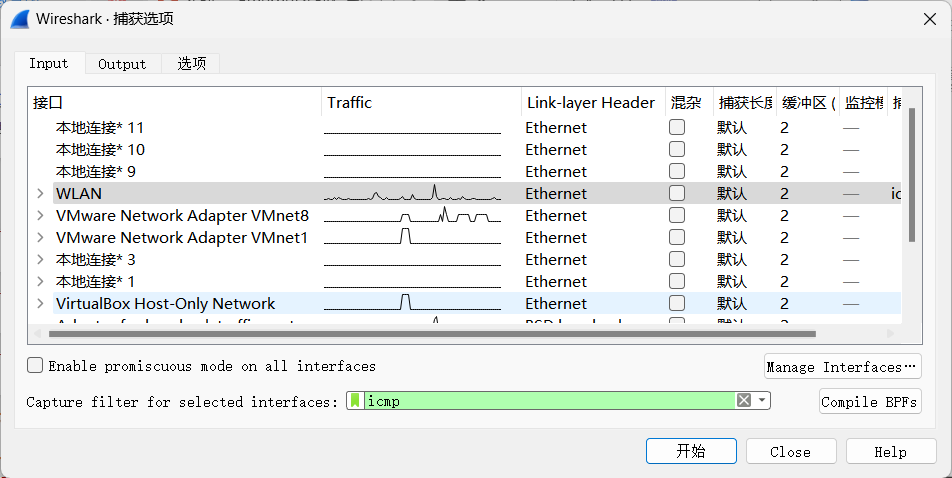 Wireshark · 捕获选项
Input Output 选项
接口 Traffic Link-layer Header 混杂 捕获长度 缓冲区 ( 监控模
本地连接* 11 Ethernet 默认 2 —
本地连接* 10 Ethernet 默认 2 —
本地连接* 9 Ethernet 默认 2 —
WLAN Ethernet 默认 2 — ic
VMware Network Adapter VMnet8 Ethernet 默认 2 —
VMware Network Adapter VMnet1 Ethernet 默认 2 —
本地连接* 3 Ethernet 默认 2 —
本地连接* 1 Ethernet 默认 2 —
VirtualBox Host-Only Network Ethernet 默认 2 —
Enable promiscuous mode on all interfaces
Manage Interfaces…
Capture filter for selected interfaces: icmp
Compile BPFs
开始 Close Help